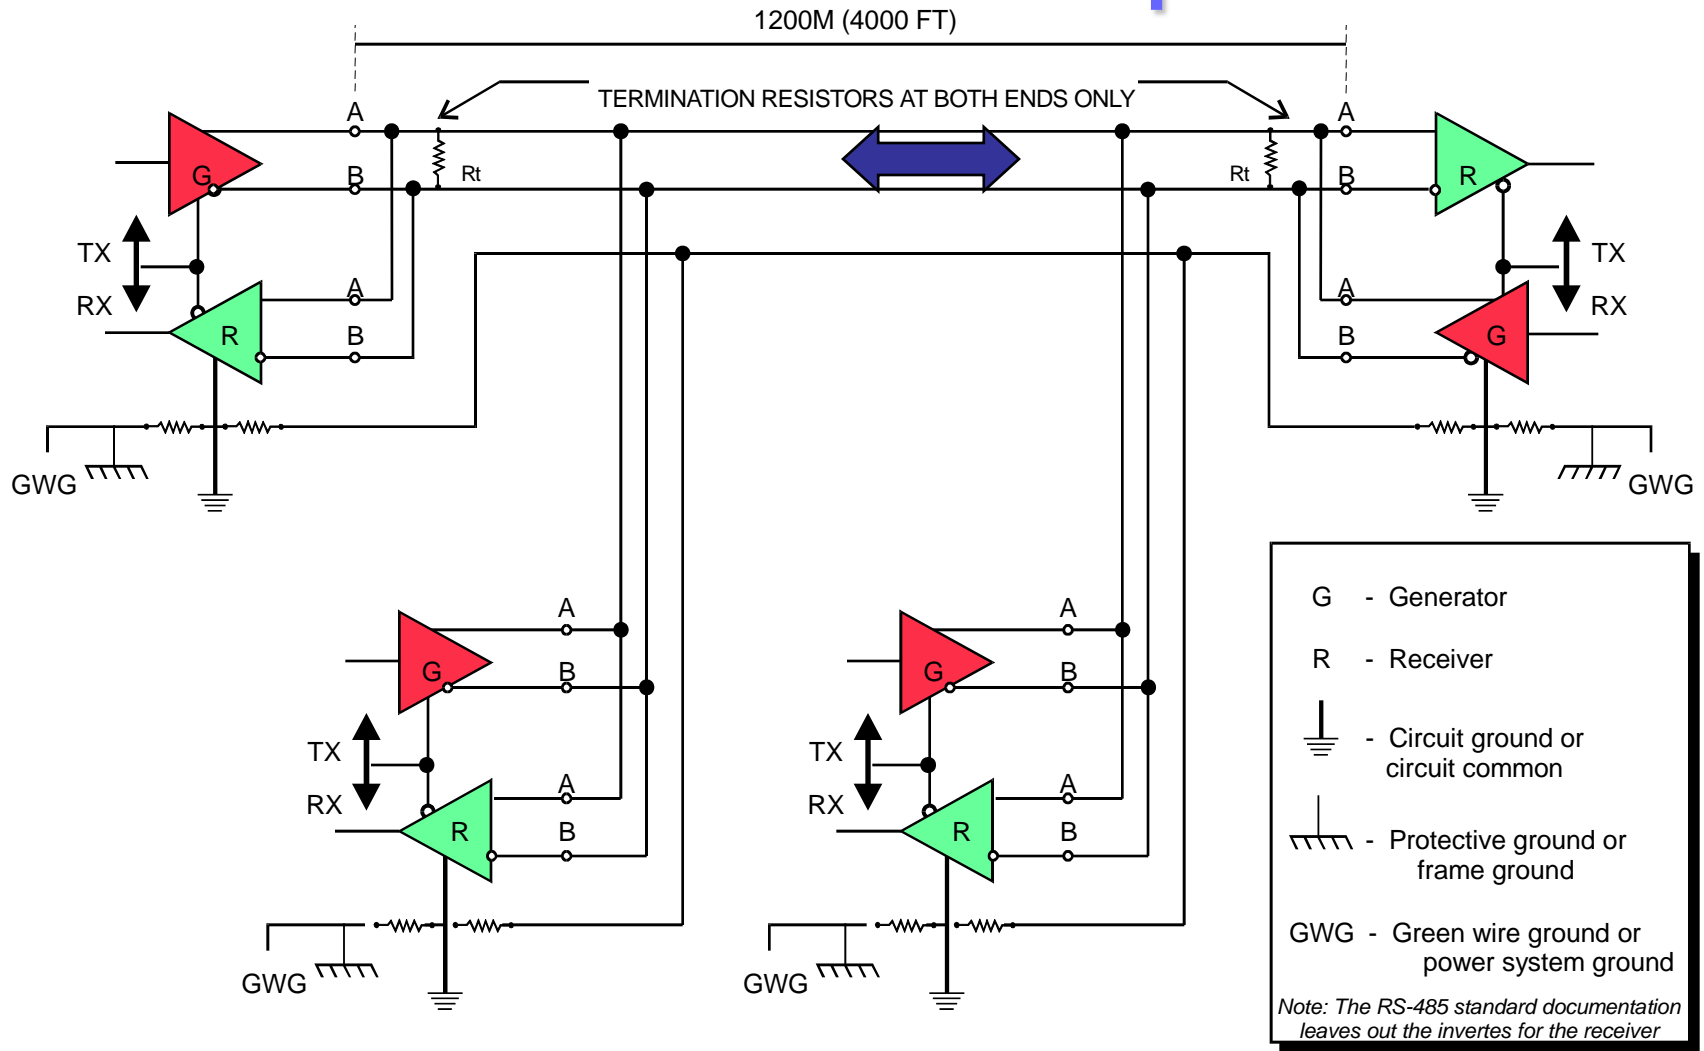 1200M (4000 FT)
TERMINATION RESISTORS AT BOTH ENDS ONLY
A
A
G
B
Rt
Rt
B
R
TX
RX
A
R
B
TX
RX
A
B
G
GWG
GWG
G
A
B
TX
RX
A
R
B
GWG
G
A
B
TX
RX
A
R
B
GWG
G - Generator
R - Receiver
- Circuit ground or
circuit common
- Protective ground or
frame ground
GWG - Green wire ground or
power system ground
Note: The RS-485 standard documentation
leaves out the invertes for the receiver